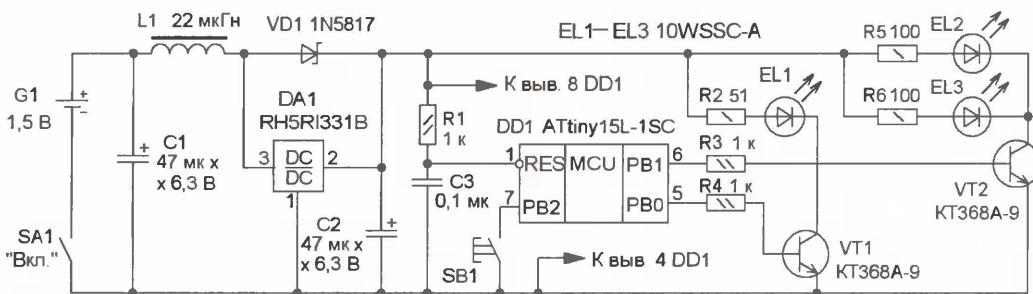 L1 22 мкГн
VD1 1N5817
EL1–EL3 10WSSC-A
R5 100
EL2
К выв. 8 DD1
EL1
G1
+
1,5 В
DA1
RH5RI331B
R1
1 к
R2 51
R6 100
EL3
DD1 ATtiny15L-1SC
C1
47 мк х
х 6,3 В
+
3
DC
DC
2
1
1
RES
MCU
PB1
6
R3 1 к
C3
0,1 мк
7
PB2
PB0
5
R4 1 к
VT2
КТ368А-9
C2
47 мк х
х 6,3 В
+
SA1
"Вкл."
SB1
К выв 4 DD1
VT1
КТ368А-9